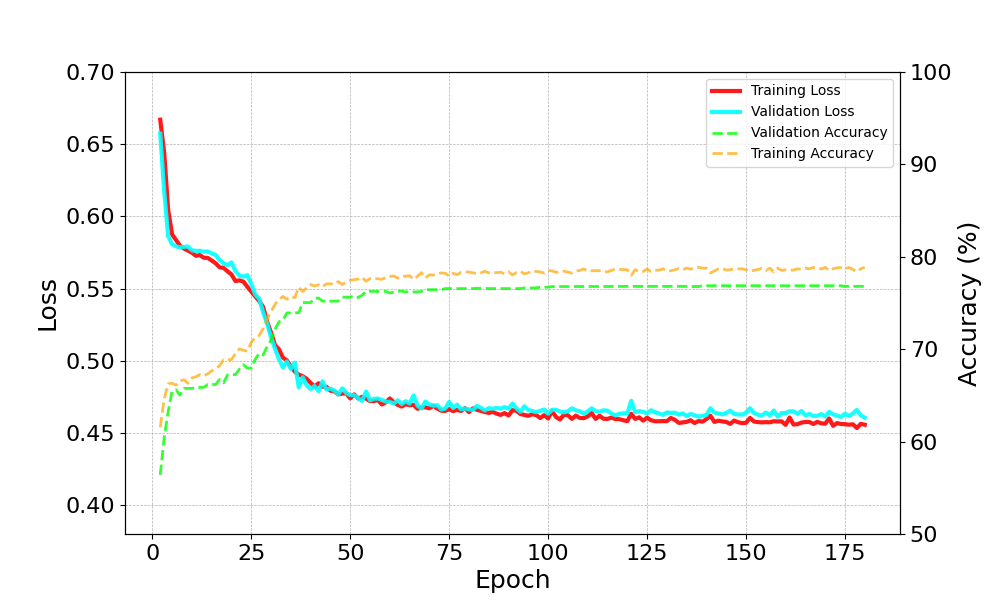 0.70
0.65
0.60
0.55
0.50
0.45
0.40
Loss
100
90
80
70
60
50
Accuracy (%)
Training Loss
Validation Loss
Validation Accuracy
Training Accuracy
0 25 50 75 100 125 150 175
Epoch